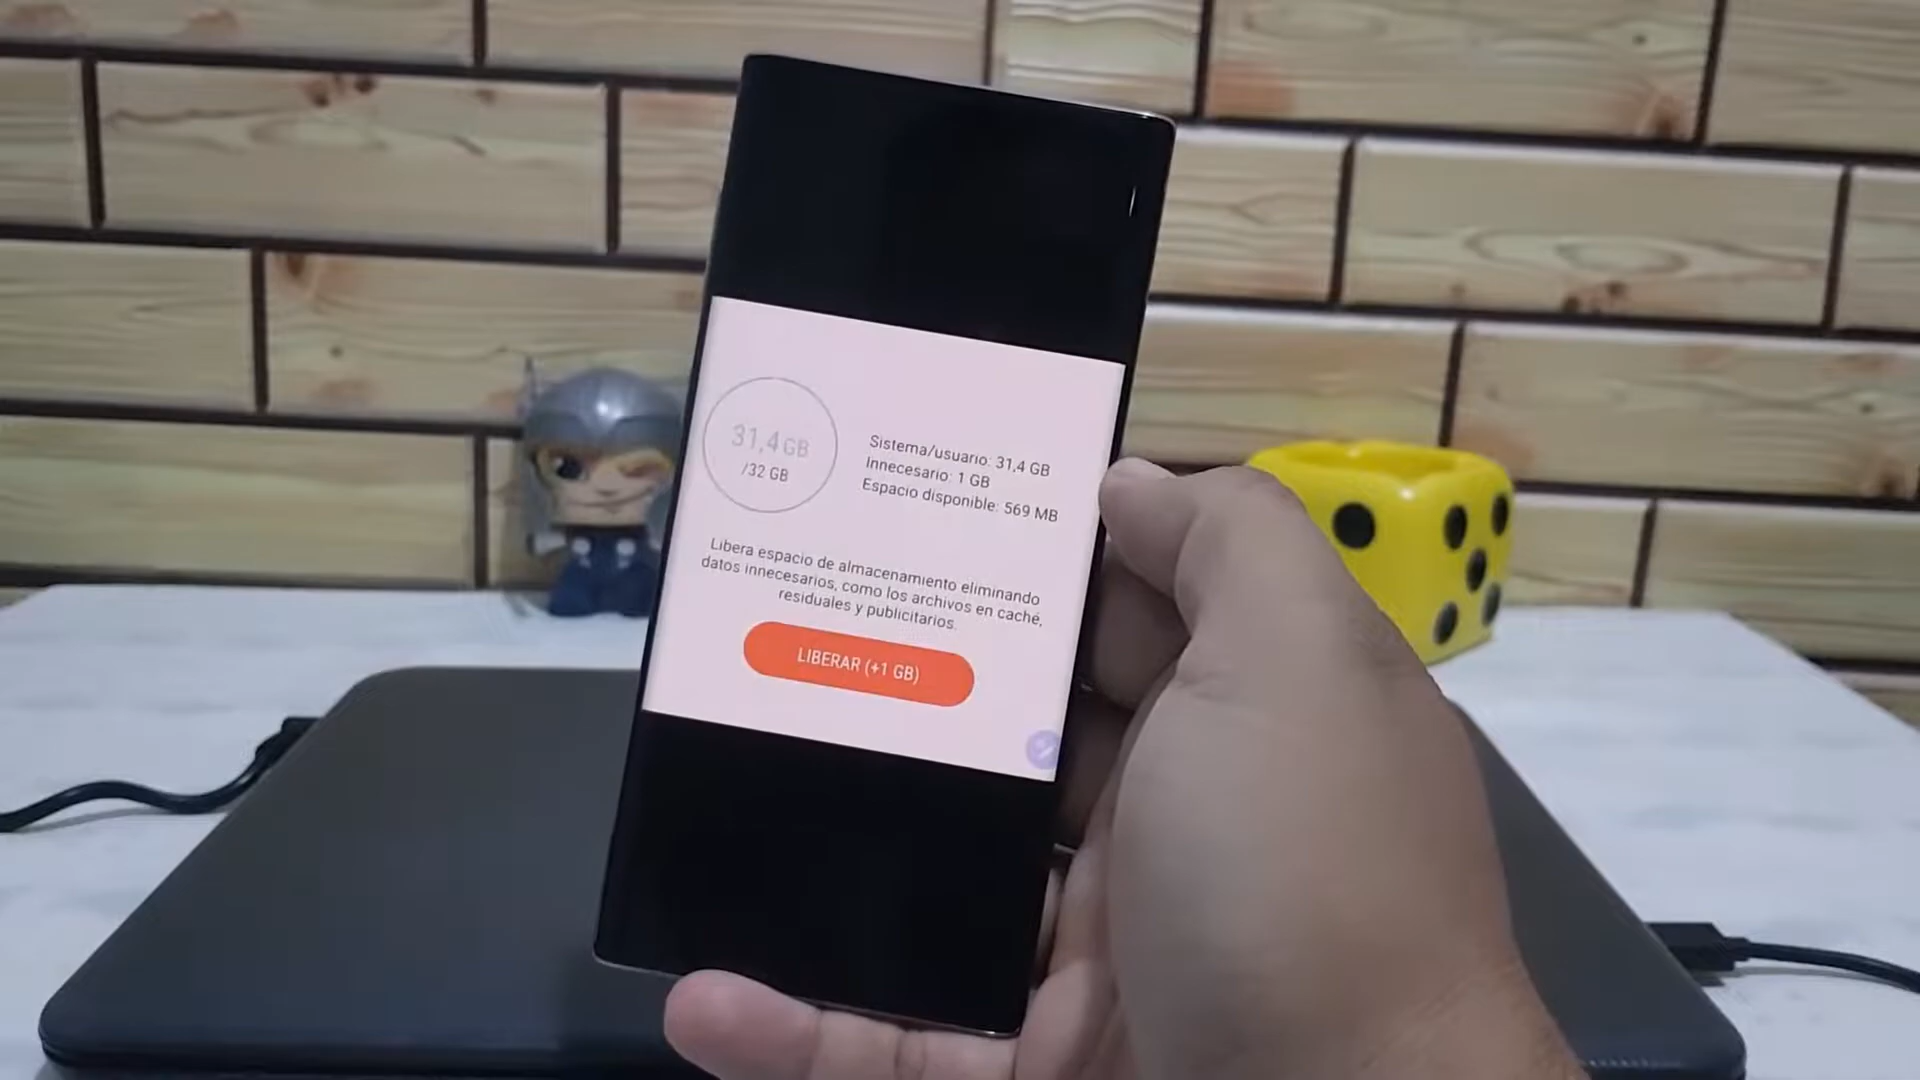 31,4 GB
/32 GB
Sistema/usuario: 31,4 GB
Innecesario: 1 GB
Espacio disponible: 569 MB
Libera espacio de almacenamiento eliminando
datos innecesarios, como los archivos en caché,
residuales y publicitarios.
LIBERAR (+1 GB)